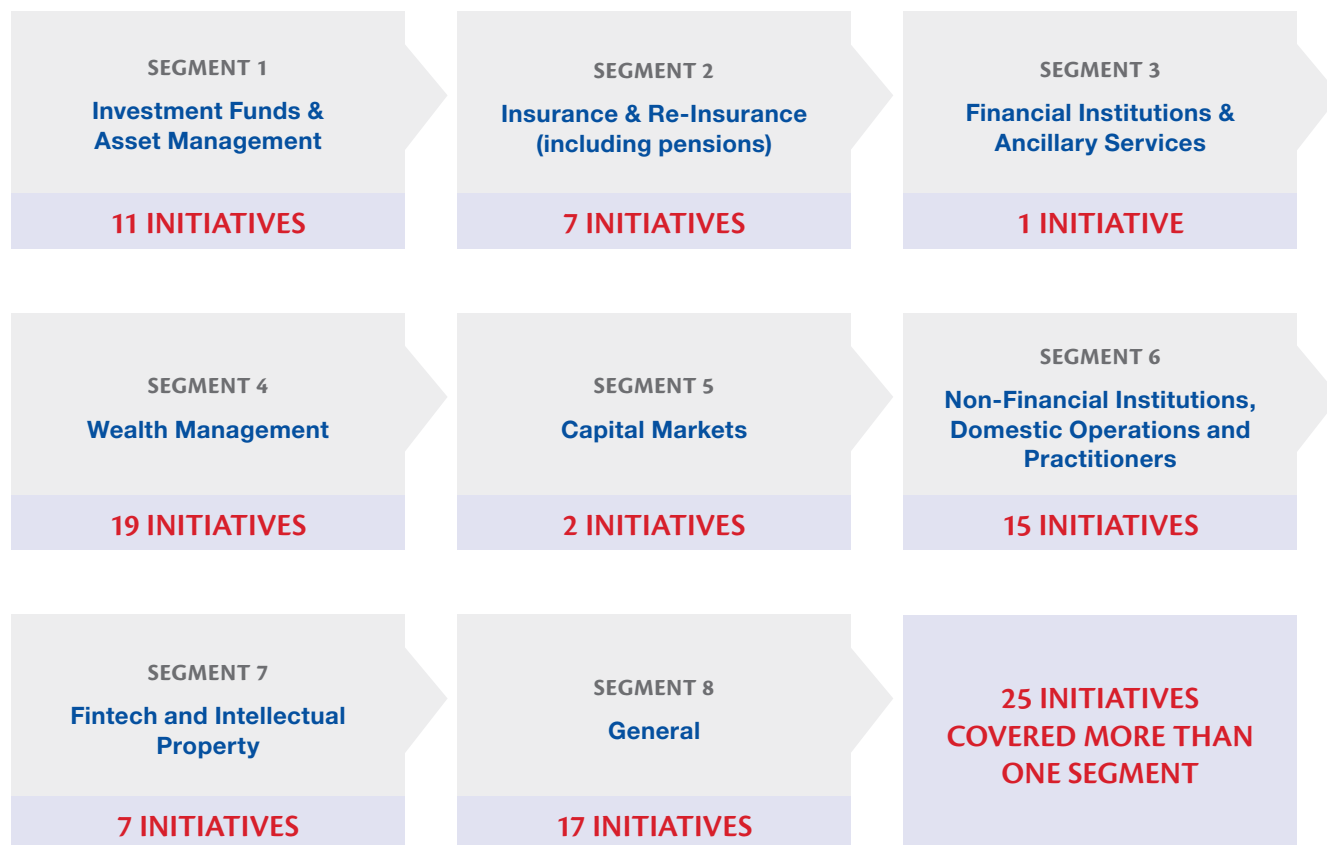 SEGMENT 1
Investment Funds &
Asset Management
11 INITIATIVES
SEGMENT 2
Insurance & Re-Insurance
(including pensions)
7 INITIATIVES
SEGMENT 3
Financial Institutions &
Ancillary Services
1 INITIATIVE
SEGMENT 4
Wealth Management
19 INITIATIVES
SEGMENT 5
Capital Markets
2 INITIATIVES
SEGMENT 6
Non-Financial Institutions,
Domestic Operations and
Practitioners
15 INITIATIVES
SEGMENT 7
Fintech and Intellectual
Property
7 INITIATIVES
SEGMENT 8
General
17 INITIATIVES
25 INITIATIVES
COVERED MORE THAN
ONE SEGMENT